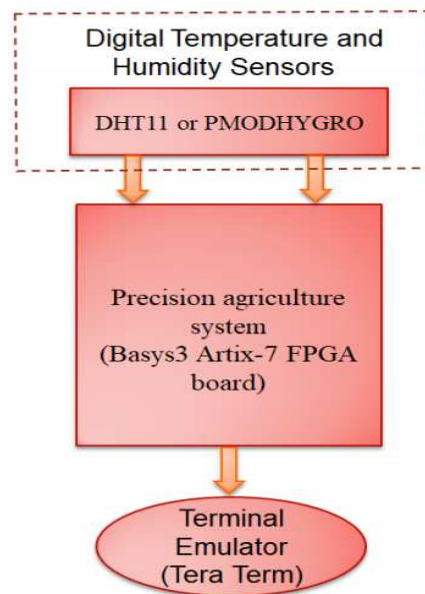 Digital Temperature and
Humidity Sensors
DHT11 or PMODHYGRO
Precision agriculture
system
(Basys3 Artix-7 FPGA
board)
Terminal
Emulator
(Tera Term)